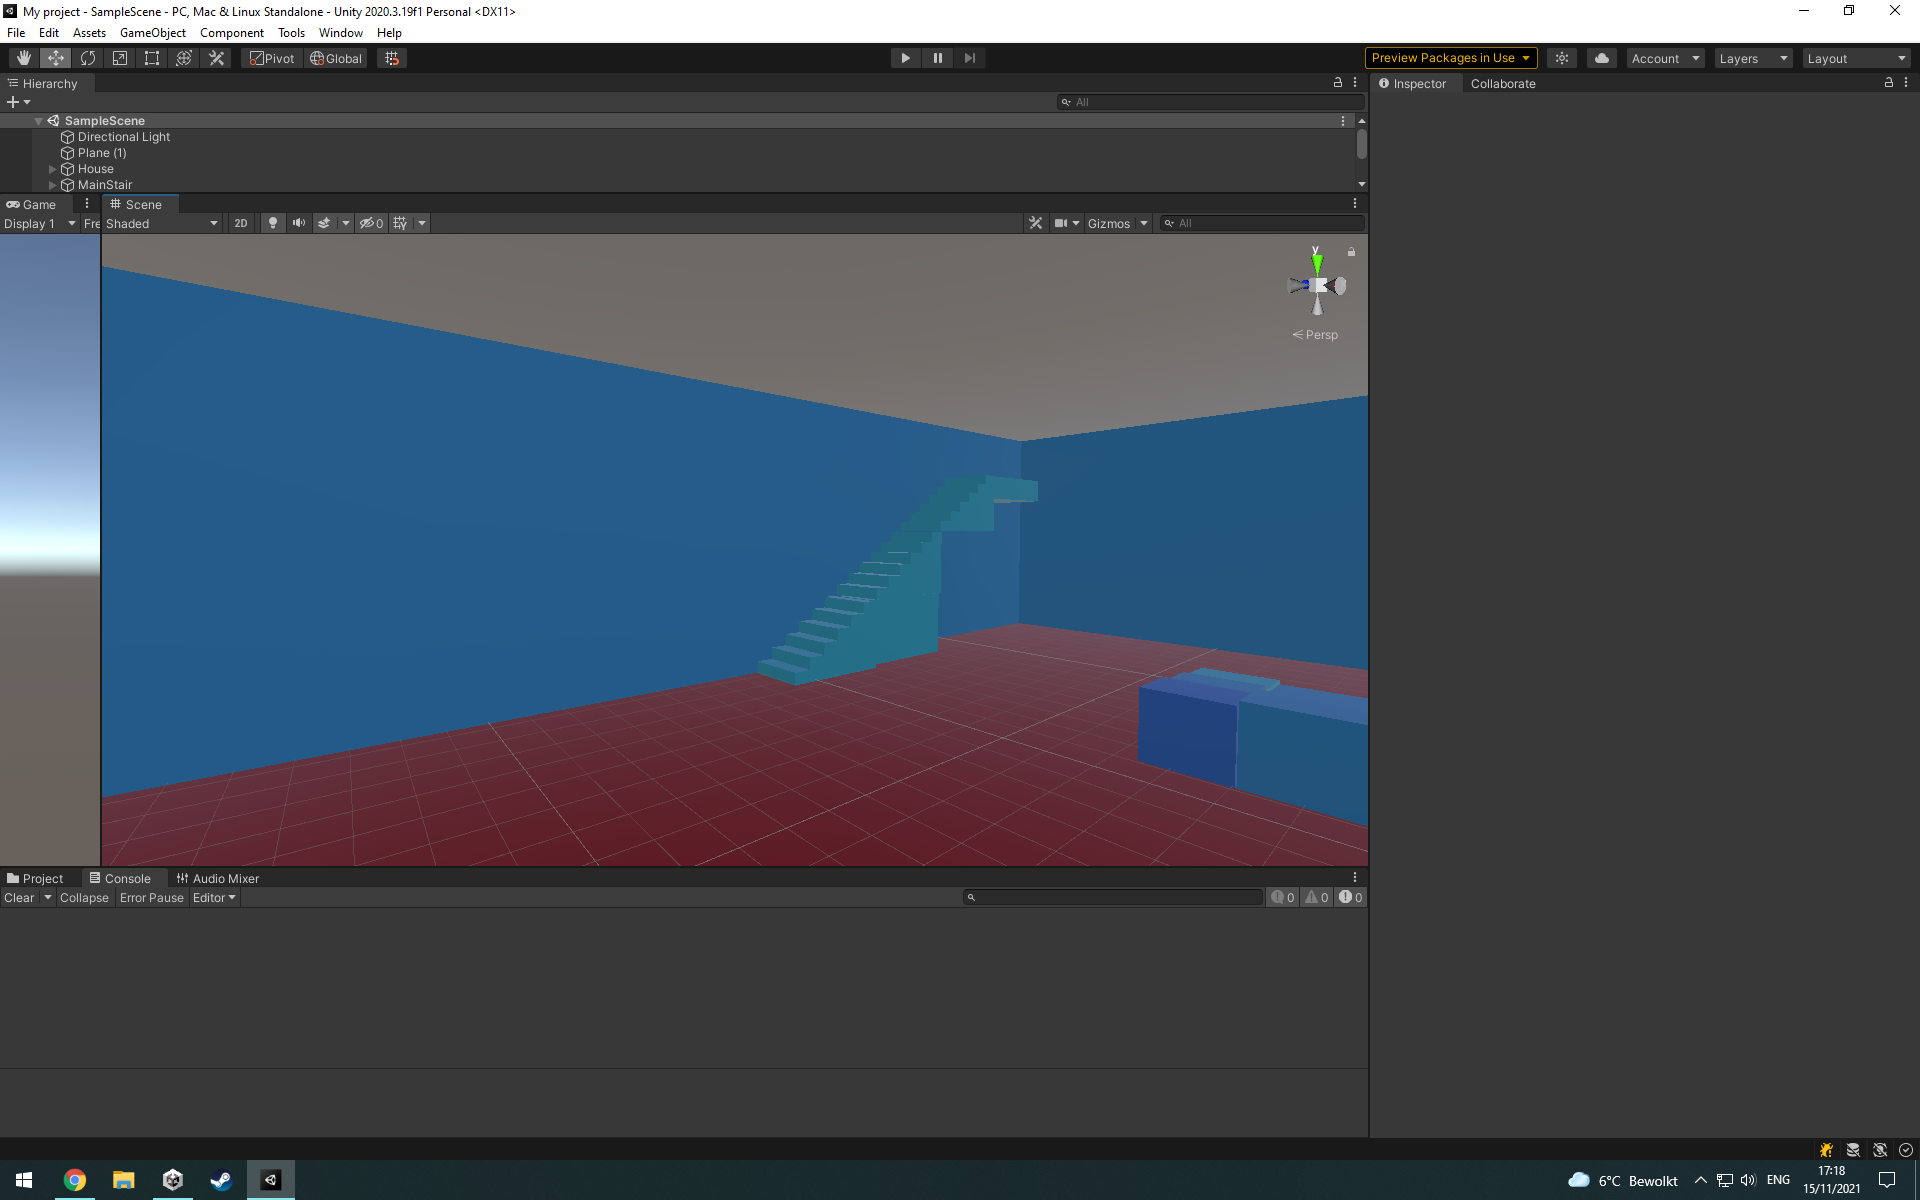 My project - SampleScene - PC, Mac & Linux Standalone - Unity 2020.3.19f1 Personal <DX11>
File Edit Assets GameObject Component Tools Window Help
Pivot Global Preview Packages in Use Account Layers Layout
Hierarchy Inspector Collaborate
All
SampleScene
Directional Light
Plane (1)
House
MainStair
Game Scene
Display 1 Fre Shaded 2D 0 Gizmos All
y
Persp
Project Console Audio Mixer
Clear Collapse Error Pause Editor 0 0 0
6°C Bewolkt ENG 17:18
15/11/2021